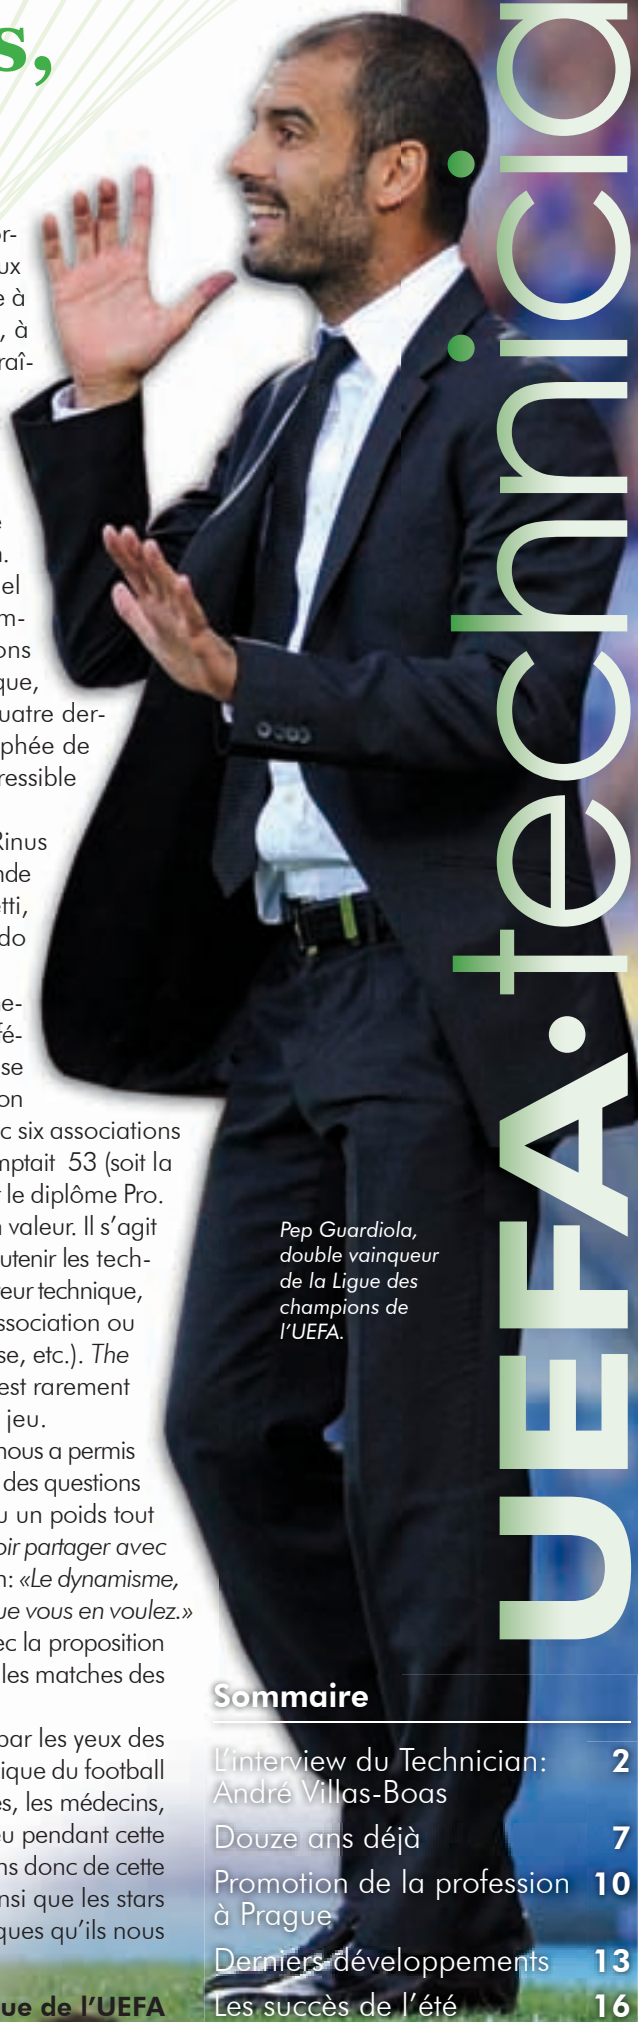 s,
r-
ux
e à
, à
raî-
e
n.
el
m-
ons
que,
uatre der-
phée de
ressible
Rinus
nde
etti,
do
ne-
fé-
se
on
c six associations
mptait 53 (soit la
r le diplôme Pro.
n valeur. Il s’agit
utenir les tech-
teur technique,
ssociation ou
se, etc.). The
est rarement
jeu.
nous a permis
des questions
u un poids tout
oir partager avec
n: «Le dynamisme,
ue vous en voulez.»
ec la proposition
les matches des
par les yeux des
ique du football
es, les médecins,
eu pendant cette
ns donc de cette
insi que les stars
ques qu’ils nous
ue de l’UEFA
Pep Guardiola,
double vainqueur
de la Ligue des
champions de
l’UEFA.
UEFA•technicia
Sommaire
L’interview du Technician: 2
André Villas-Boas
Douze ans déjà 7
Promotion de la profession 10
à Prague
Derniers développements 13
Les succès de l’été 16